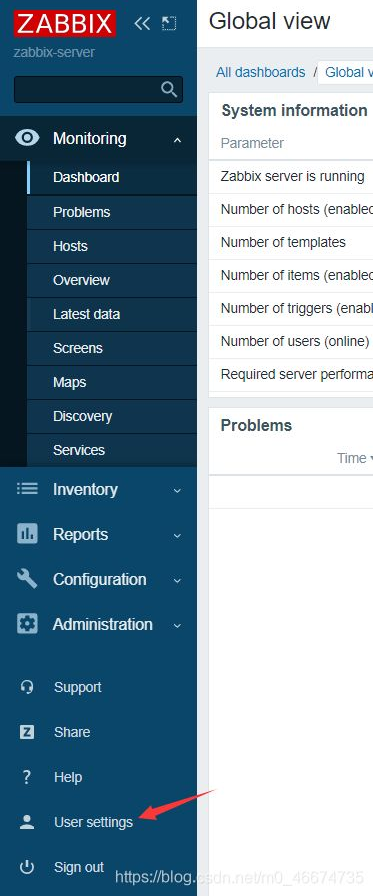 ZABBIX
zabbix-server
Monitoring
Dashboard
Problems
Hosts
Overview
Latest data
Screens
Maps
Discovery
Services
Inventory
Reports
Configuration
Administration
Support
Z Share
? Help
User settings
Sign out
Global view
All dashboards / Global v
System information
Parameter
Zabbix server is running
Number of hosts (enabled
Number of templates
Number of items (enabled
Number of triggers (enabl
Number of users (online)
Required server performa
Problems
Time
https://blog.csdn.net/m0_46674735